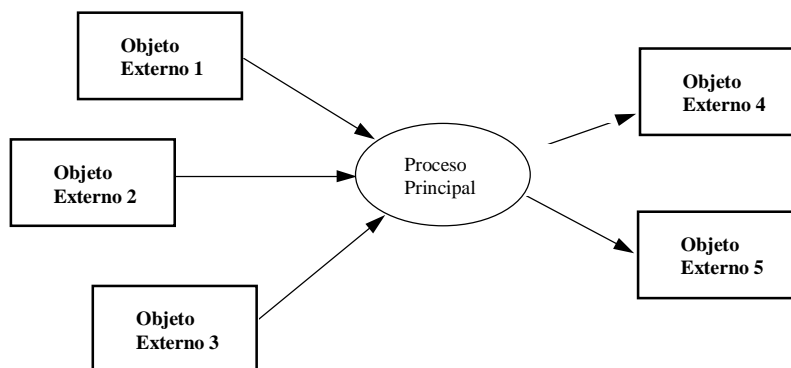 Objeto
Externo 1
Objeto
Externo 2
Objeto
Externo 3
Proceso
Principal
Objeto
Externo 4
Objeto
Externo 5